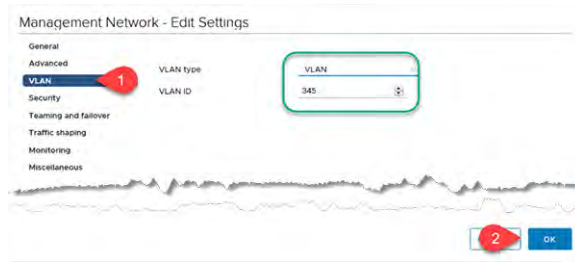 Management Network - Edit Settings
General
Advanced
VLAN 1
Security
Teaming and failover
Traffic shaping
Monitoring
Miscellaneous
VLAN type VLAN
VLAN ID 345
2 OK